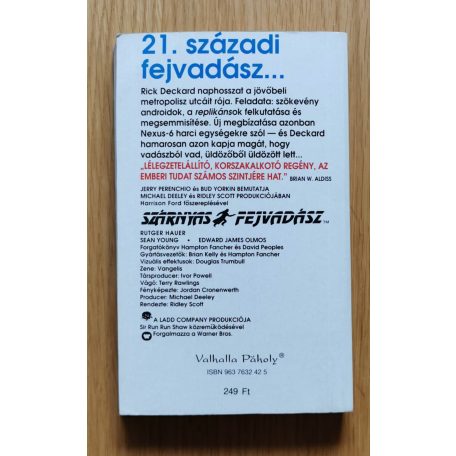 21. századi
fejvadász...
Rick Deckard naphosszat a jövőbeli
metropolisz utcáit rója. Feladata: szökevény
androidok, a replikánsok felkutatása és
megsemmisítése. Új megbízatása azonban
Nexus-6 harci egységekre szól — és Deckard
hamarosan azon kapja magát, hogy
vadászból vad, üldözőből üldözött lett...
„LÉLEGZETELÁLLÍTÓ, KORSZAKALKOTÓ REGÉNY, AZ
EMBERI TUDAT SZÁMOS SZINTJÉRE HAT." BRIAN W. ALDISS
JERRY PERENCHIO és BUD YORKIN BEMUTATJA
MICHAEL DEELEY és RIDLEY SCOTT PRODUKCIÓJÁBAN
Harrison Ford főszereplésével
SZÁRNYAS FEJVADÁSZ™
RUTGER HAUER
SEAN YOUNG • EDWARD JAMES OLMOS
Forgatókönyv Hampton Fancher és David Peoples
Gyártásvezetők: Brian Kelly és Hampton Fancher
Vizuális effektusok: Douglas Trumbull
Zene: Vangelis
Társproducer: Ivor Powell
Vágó: Terry Rawlings
Fényképezte: Jordan Cronenwerth
Producer: Michael Deeley
Rendezte: Ridley Scott
A LADD COMPANY PRODUKCIÓJA
Sir Run Run Shaw közreműködésével
Forgalmazza a Warner Bros.
Valhalla Páholy®
ISBN 963 7632 42 5
249 Ft